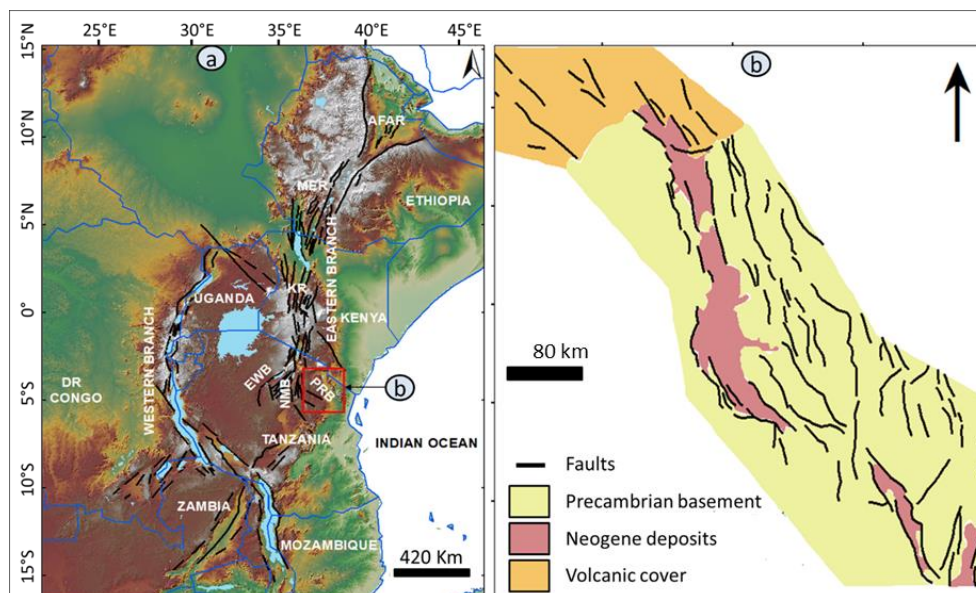 25°E 30°E 35°E 40°E 45°E
15°N
a
AFAR
10°N
MER
ETHIOPIA
5°N
EASTERN BRANCH
UGANDA
KR
0°
KENYA
WESTERN BRANCH
DR
CONGO
EWB
NMB
PRB
b
5°S
TANZANIA
INDIAN OCEAN
10°S
ZAMBIA
MOZAMBIQUE
15°S
420 Km
b
80 km
Faults
Precambrian basement
Neogene deposits
Volcanic cover